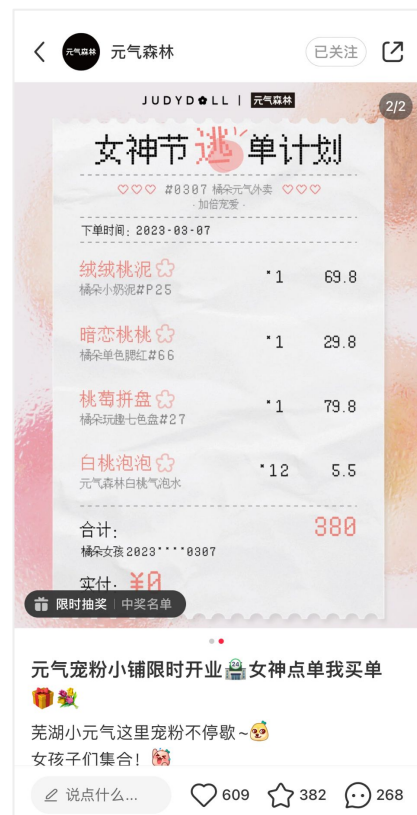 元气森林
元气森林
已关注
JUDYDOLL | 元气森林
2/2
女神节逃单计划
#0307 橘朵元气外卖
·加倍宠爱·
下单时间：2023-03-07
绒绒桃泥 *1 69.8
橘朵小奶泥#P25
暗恋桃桃 *1 29.8
橘朵单色腮红#66
桃萄拼盘 *1 79.8
橘朵玩趣七色盘#27
白桃泡泡 *12 5.5
元气森林白桃气泡水
合计： 380
橘朵女孩2023****0307
实付：¥0
限时抽奖 | 中奖名单
元气宠粉小铺限时开业🏪女神点单我买单
🎁💐
芜湖小元气这里宠粉不停歇~
女孩子们集合！
说点什么... 609 382 268